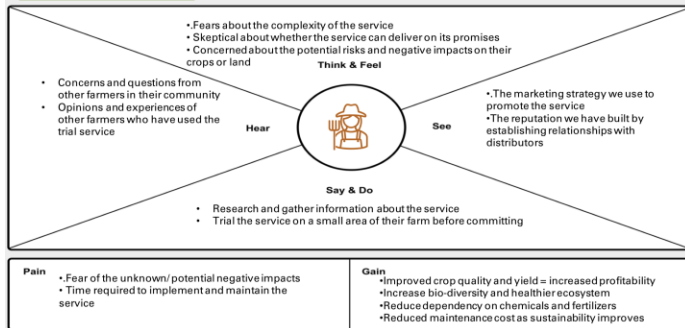 •.Fears about the complexity of the service
• Skeptical about whether the service can deliver on its promises
• Concerned about the potential risks and negative impacts on their
crops or land
Think & Feel
• Concerns and questions from
other farmers in their community
• Opinions and experiences of
other farmers who have used the
trial service
Hear
See
•.The marketing strategy we use to
promote the service
•The reputation we have built by
establishing relationships with
distributors
Say & Do
• Research and gather information about the service
• Trial the service on a small area of their farm before committing
Pain
•.Fear of the unknown/ potential negative impacts
• Time required to implement and maintain the
service
Gain
•Improved crop quality and yield = increased profitability
•Increase bio-diversity and healthier ecosystem
•Reduce dependency on chemicals and fertilizers
•Reduced maintenance cost as sustainability improves